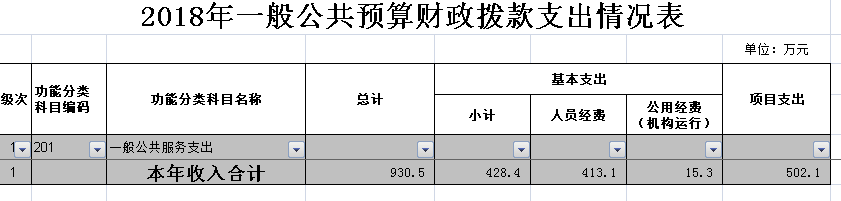 2018年一般公共预算财政拨款支出情况表
单位：万元
级次 功能分类科目编码 功能分类科目名称 总计 基本支出 项目支出
小计 人员经费 公用经费（机构运行）
1 201 一般公共服务支出
1 本年收入合计 930.5 428.4 413.1 15.3 502.1